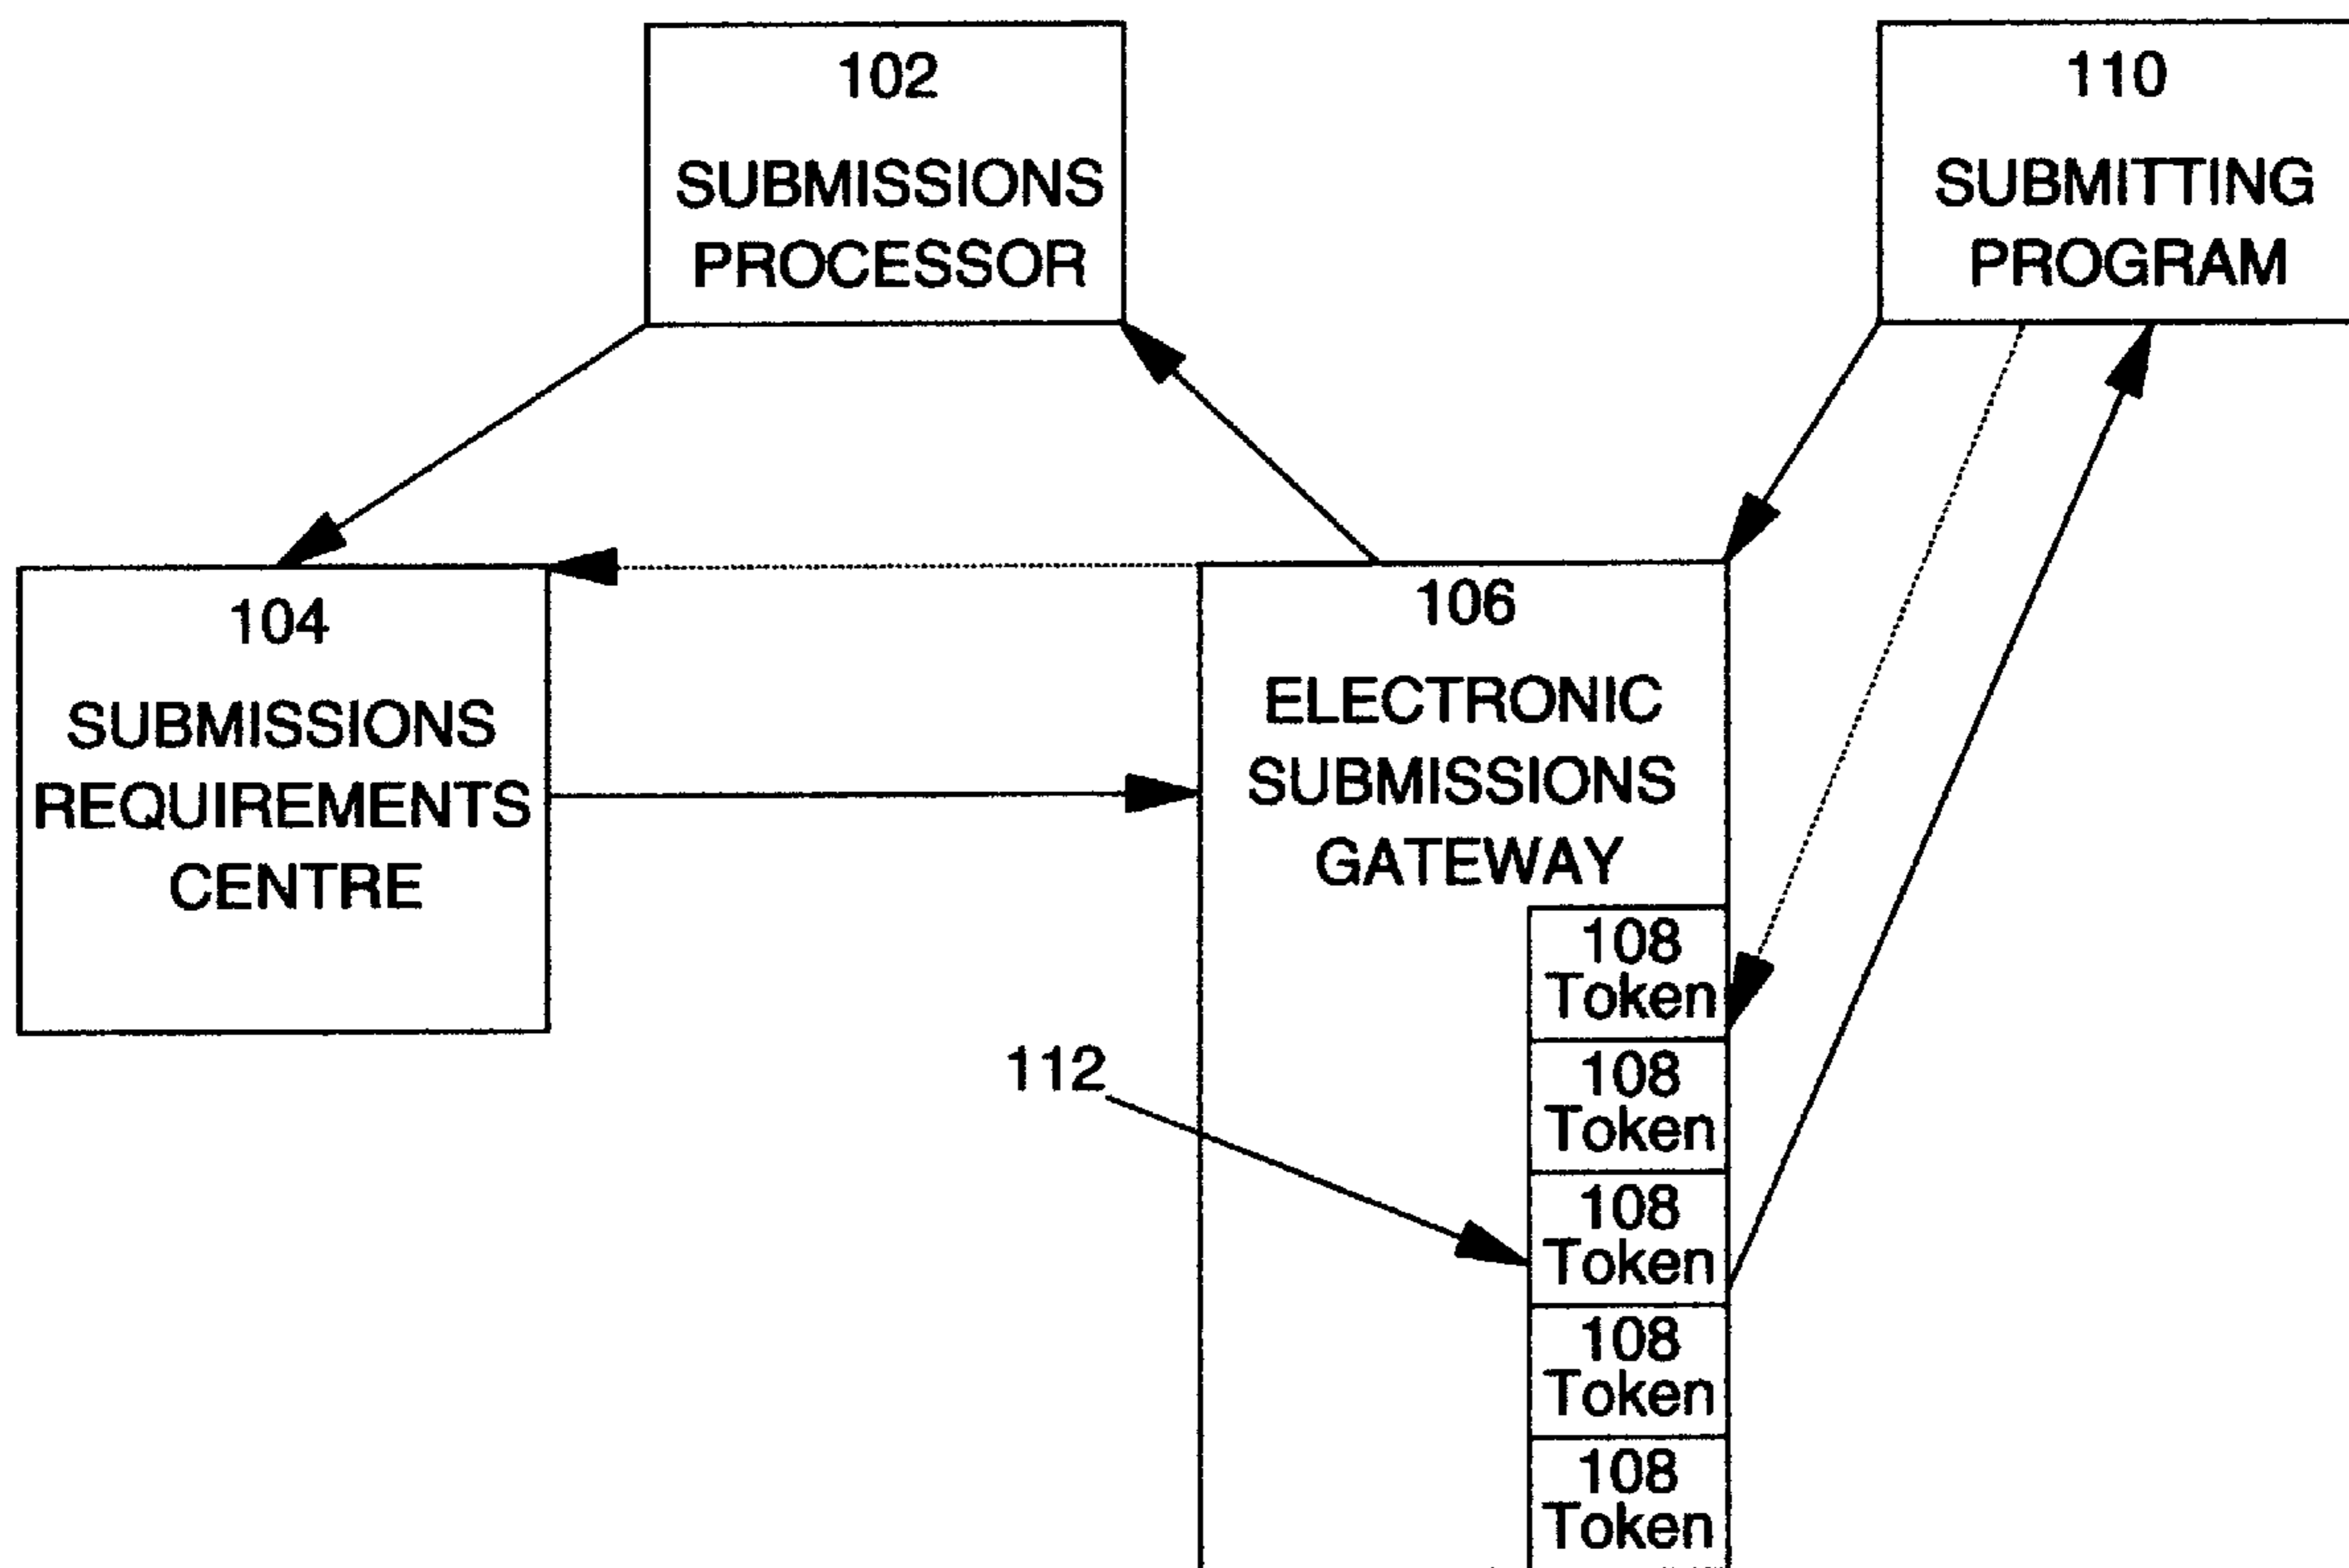 102
SUBMISSIONS
PROCESSOR
110
SUBMITTING
PROGRAM
104
SUBMISSIONS
REQUIREMENTS
CENTRE
106
ELECTRONIC
SUBMISSIONS
GATEWAY
108
Token
108
Token
112
108
Token
108
Token
108
Token